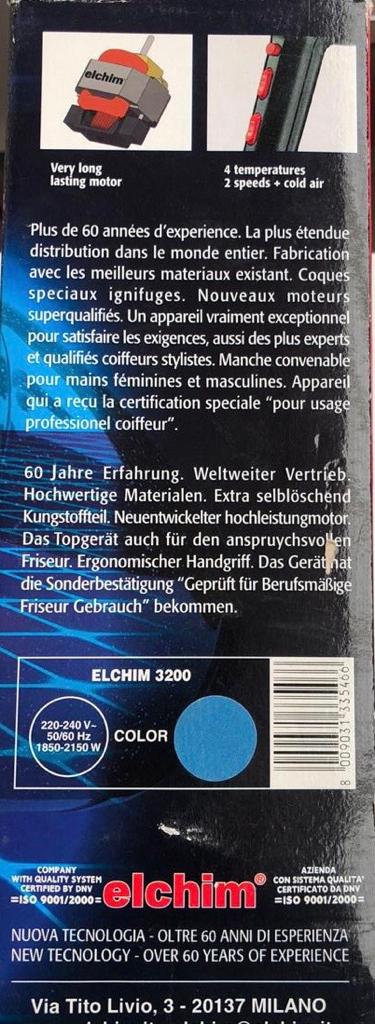 elchim
Very long
lasting motor
4 temperatures
2 speeds + cold air
Plus de 60 années d'experience. La plus étendue
distribution dans le monde entier. Fabrication
avec les meilleurs materiaux existant. Coques
speciaux ignifuges. Nouveaux moteurs
superqualifiés. Un appareil vraiment exceptionnel
pour satisfaire les exigences, aussi des plus experts
et qualifiés coiffeurs stylistes. Manche convenable
pour mains féminines et masculines. Appareil
qui a reçu la certification speciale "pour usage
professionel coiffeur".
60 Jahre Erfahrung. Weltweiter Vertrieb.
Hochwertige Materialen. Extra selblöschend
Kungstoffteil. Neuentwickelter hochleistungmotor.
Das Topgerät auch für den anspruychsvollen
Friseur. Ergonomischer Handgriff. Das Gerät hat
die Sonderbestätigung "Geprüft für Berufsmäßige
Friseur Gebrauch" bekommen.
ELCHIM 3200
220-240 V~
50/60 Hz
1850-2150 W
COLOR
8 009031 335466
COMPANY
WITH QUALITY SYSTEM
CERTIFIED BY DNV
=ISO 9001/2000=
elchim®
AZIENDA
CON SISTEMA QUALITA'
CERTIFICATO DA DNV
=ISO 9001/2000=
NUOVA TECNOLOGIA - OLTRE 60 ANNI DI ESPERIENZA
NEW TECNOLOGY - OVER 60 YEARS OF EXPERIENCE
Via Tito Livio, 3 - 20137 MILANO